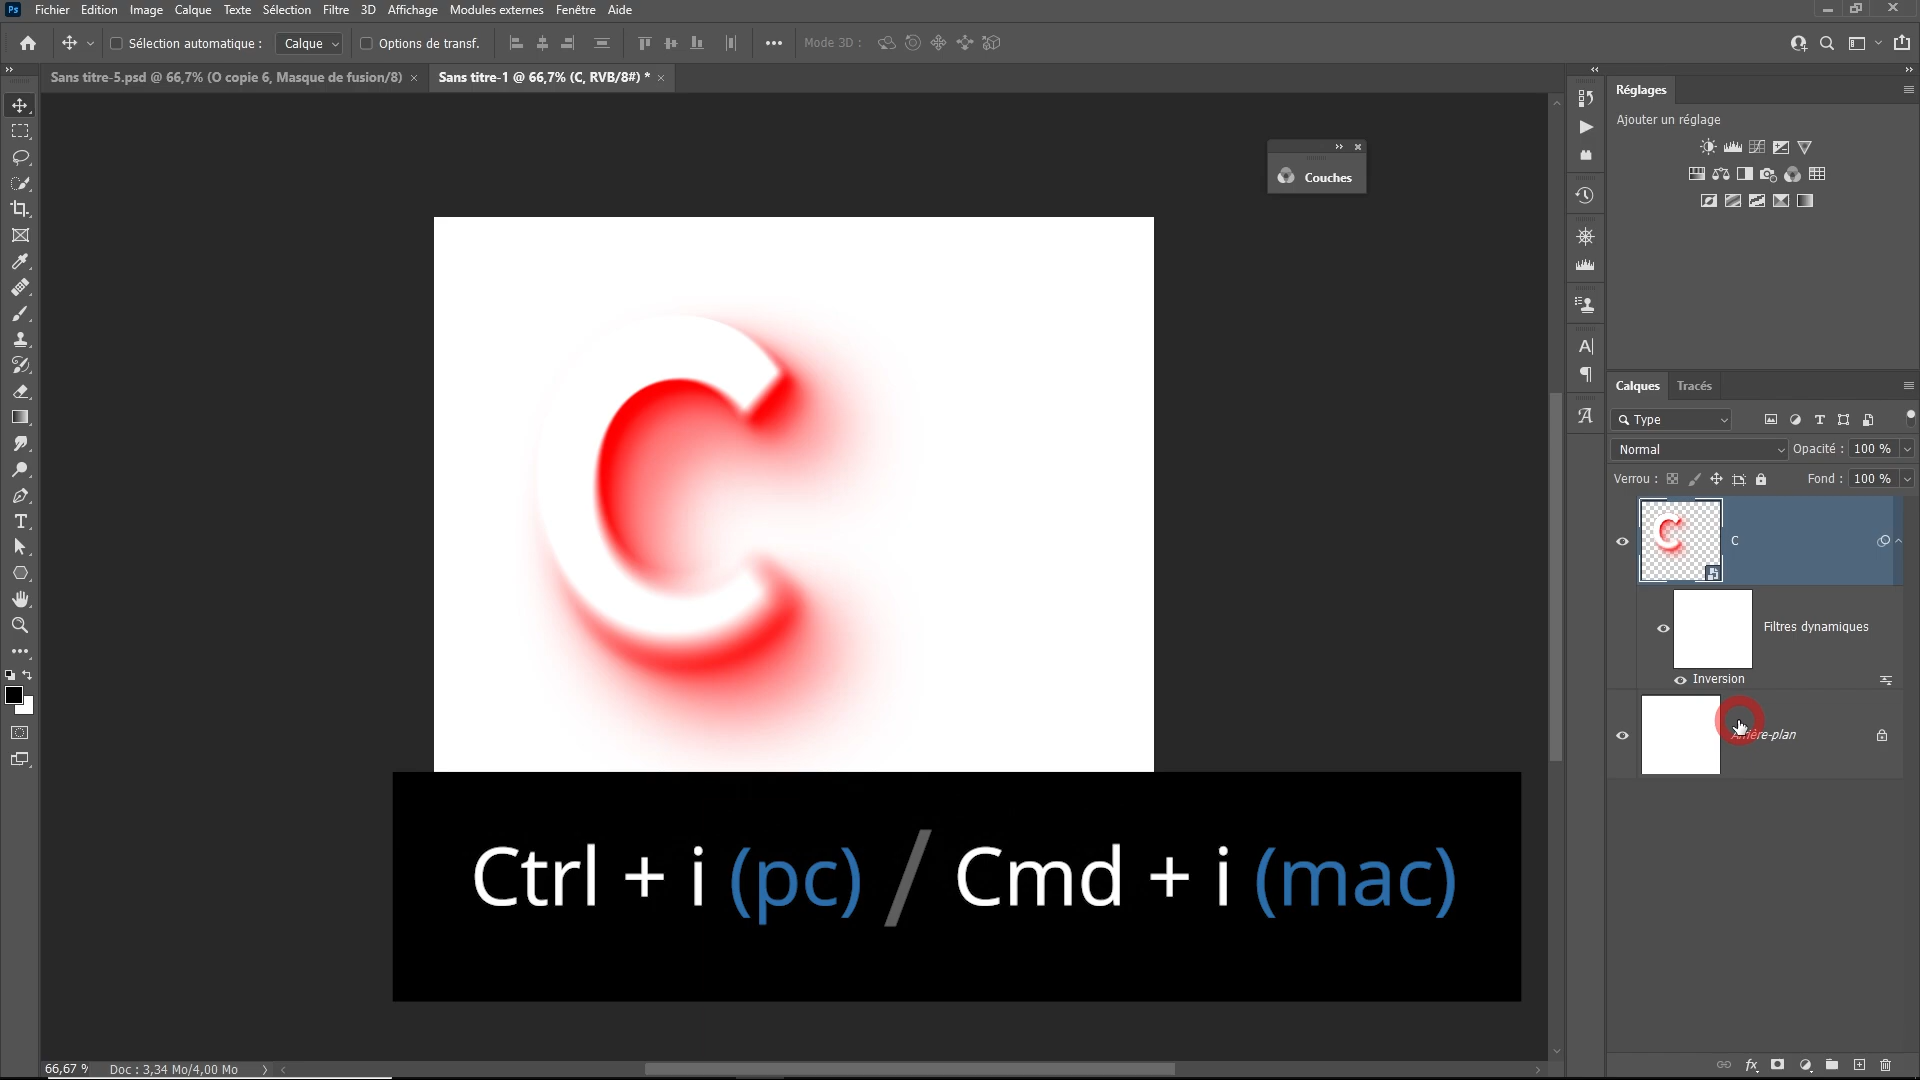 Ps
Fichier Edition Image Calque Texte Sélection Filtre 3D Affichage Modules externes Fenêtre Aide
Sélection automatique : Calque Options de transf. Mode 3D :
Sans titre-5.psd @ 66,7% (O copie 6, Masque de fusion/8) × Sans titre-1 @ 66,7% (C, RVB/8#) * ×
Réglages
Ajouter un réglage
Couches
C
Calques Tracés
Type
Normal Opacité : 100 %
Verrou : Fond : 100 %
C
Filtres dynamiques
Inversion
Arrière-plan
Ctrl + i (pc) / Cmd + i (mac)
66,67 % Doc : 3,34 Mo/4,00 Mo